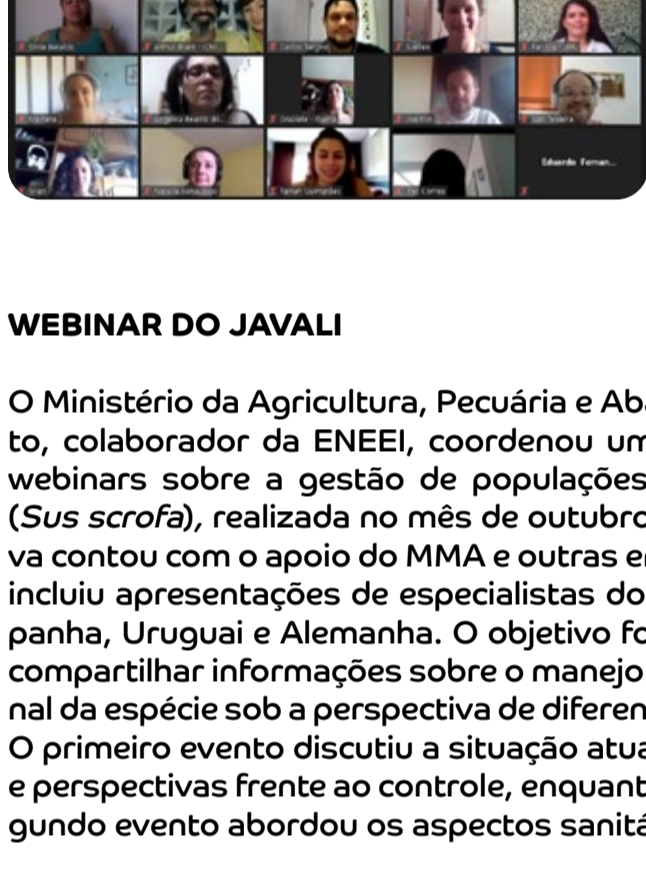 Eduardo Fernan...
WEBINAR DO JAVALI
O Ministério da Agricultura, Pecuária e Ab
to, colaborador da ENEEI, coordenou um
webinars sobre a gestão de populações
(Sus scrofa), realizada no mês de outubro
va contou com o apoio do MMA e outras e
incluiu apresentações de especialistas do
panha, Uruguai e Alemanha. O objetivo fo
compartilhar informações sobre o manejo
nal da espécie sob a perspectiva de diferen
O primeiro evento discutiu a situação atua
e perspectivas frente ao controle, enquant
gundo evento abordou os aspectos sanitá